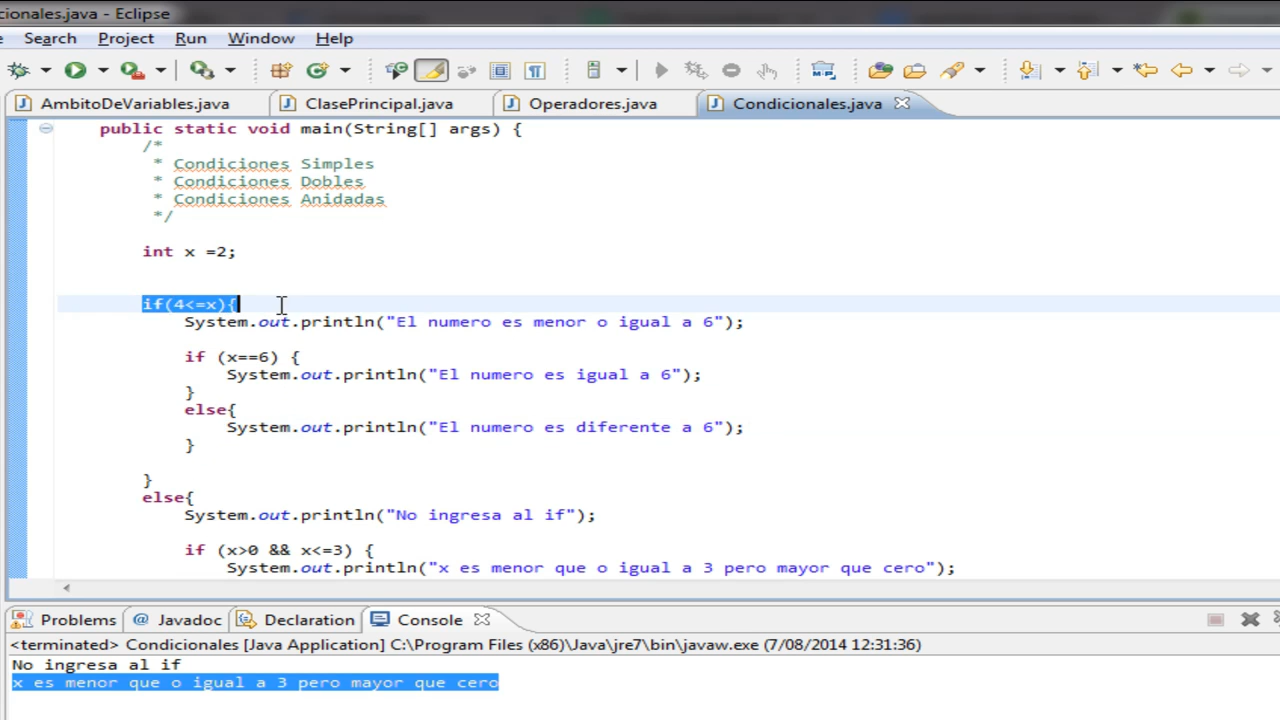 cionales.java - Eclipse
e Search Project Run Window Help
AmbitoDeVariables.java ClasePrincipal.java Operadores.java Condicionales.java
public static void main(String[] args) {
/*
* Condiciones Simples
* Condiciones Dobles
* Condiciones Anidadas
*/
int x =2;
if(4<=x){
System.out.println("El numero es menor o igual a 6");
if (x==6) {
System.out.println("El numero es igual a 6");
}
else{
System.out.println("El numero es diferente a 6");
}
}
else{
System.out.println("No ingresa al if");
if (x>0 && x<=3) {
System.out.println("x es menor que o igual a 3 pero mayor que cero");
Problems @ Javadoc Declaration Console
<terminated> Condicionales [Java Application] C:\Program Files (x86)\Java\jre7\bin\javaw.exe (7/08/2014 12:31:36)
No ingresa al if
x es menor que o igual a 3 pero mayor que cero